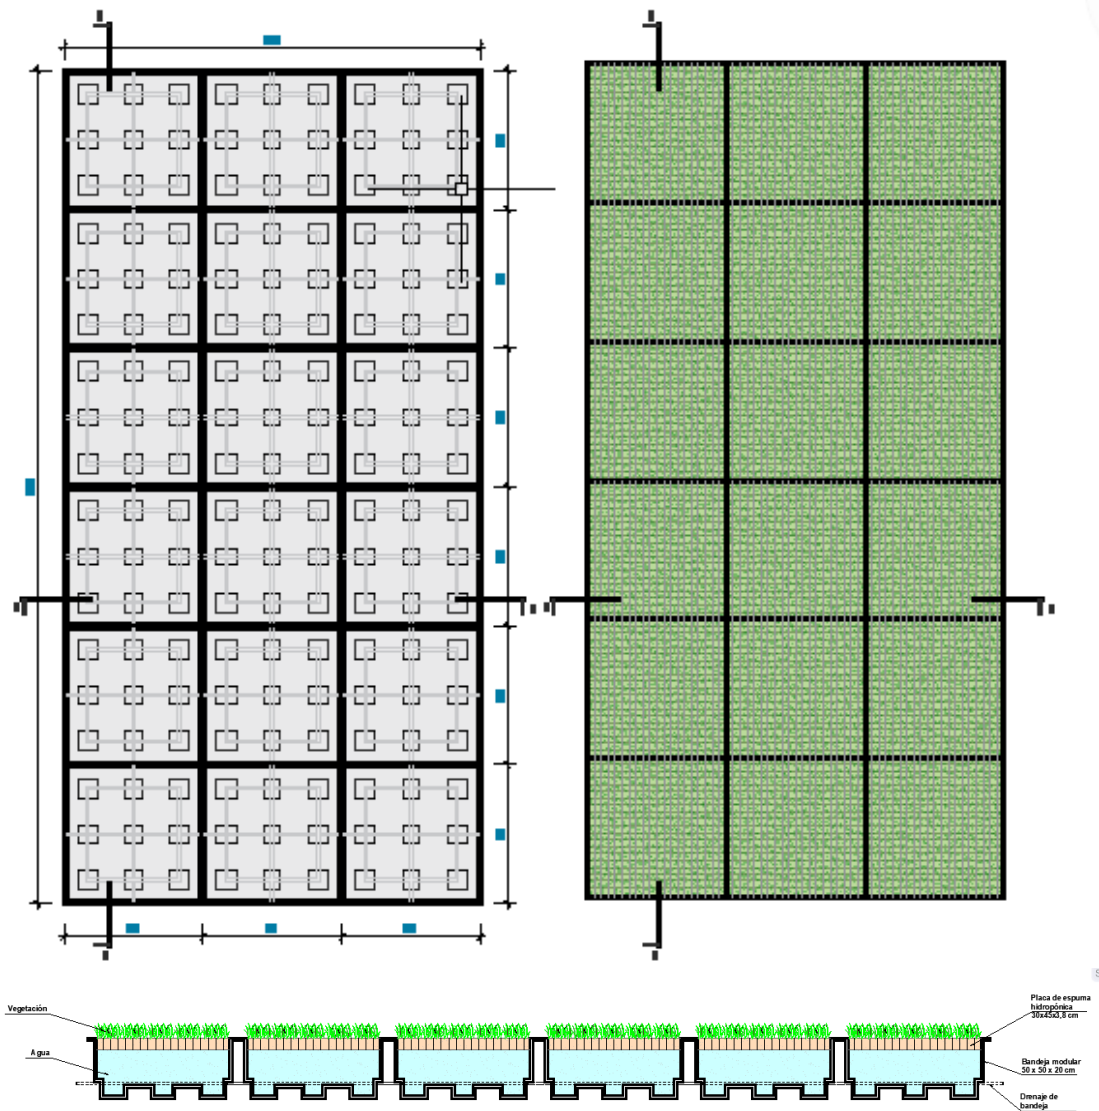 Vegetación
Agua
Placa de espuma
hidropónica
30x45x3,8 cm
Bandeja modular
50 x 50 x 20 cm
Drenaje de
bandeja